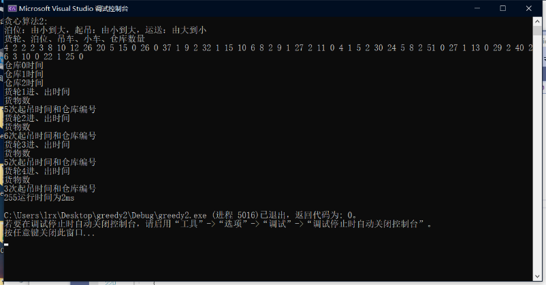 Microsoft Visual Studio 调试控制台
贪心算法2:
泊位：由小到大，起吊：由小到大，运送：由大到小
货轮、泊位、吊车、小车、仓库数量
4 2 2 2 3 8 10 12 26 20 5 15 0 26 0 37 1 9 2 32 1 15 10 6 8 2 9 1 27 2 11 0 4 1 5 2 30 24 5 8 2 51 0 27 1 13 0 29 2 40 2
6 3 10 0 22 1 25 0
仓库0时间
仓库1时间
仓库2时间
货轮1进、出时间
货物数
5次起吊时间和仓库编号
货轮2进、出时间
货物数
6次起吊时间和仓库编号
货轮3进、出时间
货物数
5次起吊时间和仓库编号
货轮4进、出时间
货物数
3次起吊时间和仓库编号
255运行时间为2ms
C:\Users\lrx\Desktop\greedy2\Debug\greedy2.exe (进程 5016)已退出，返回代码为: 0。
若要在调试停止时自动关闭控制台，请启用“工具”->“选项”->“调试”->“调试停止时自动关闭控制台”。
按任意键关闭此窗口...